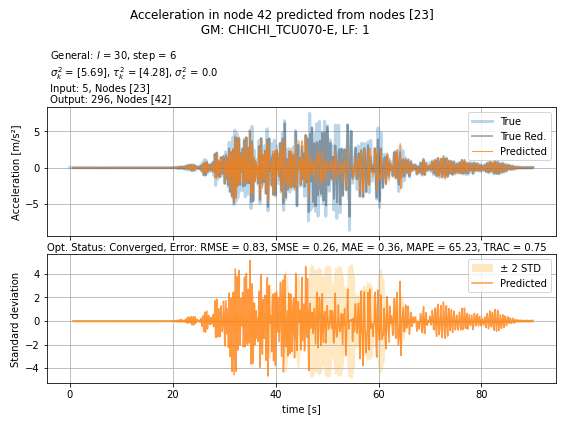 Acceleration in node 42 predicted from nodes [23]
GM: CHICHI_TCU070-E, LF: 1
General: l = 30, step = 6
σ²ₖ = [5.69], τ²ₖ = [4.28], σ²ε = 0.0
Input: 5, Nodes [23]
Output: 296, Nodes [42]
True
True Red.
Predicted
Acceleration [m/s²]
5
0
−5
Opt. Status: Converged, Error: RMSE = 0.83, SMSE = 0.26, MAE = 0.36, MAPE = 65.23, TRAC = 0.75
± 2 STD
Predicted
Standard deviation
4
2
0
−2
−4
0 20 40 60 80
time [s]